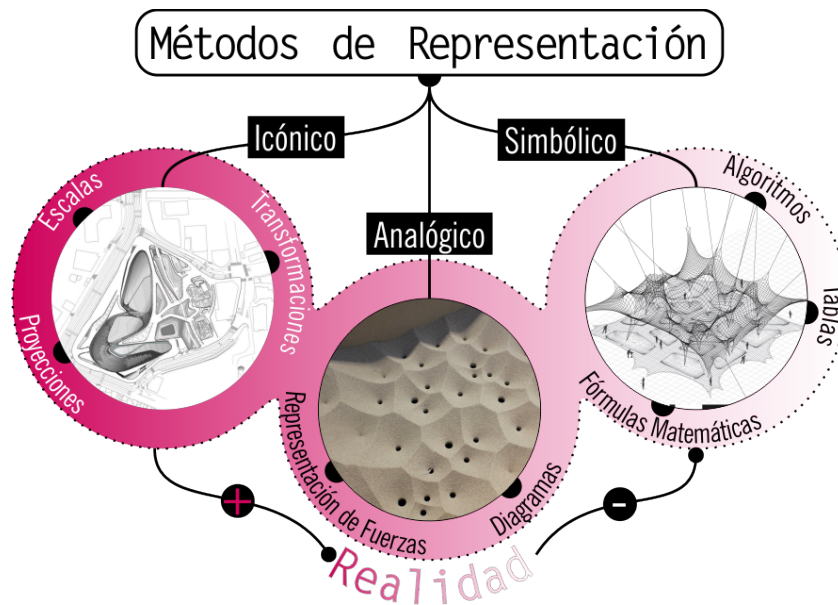 Métodos de Representación
Icónico
Analógico
Simbólico
Escalas
Transformaciones
Proyecciones
Representación de Fuerzas
Diagramas
Algoritmos
Tablas
Fórmulas Matemáticas
+
-
Realidad